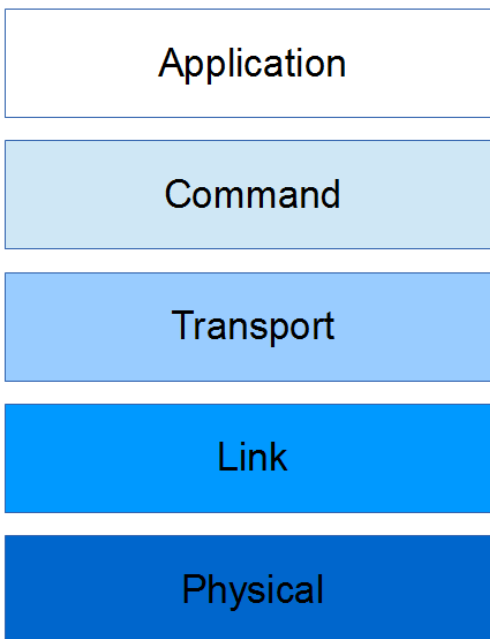 Application
Command
Transport
Link
Physical